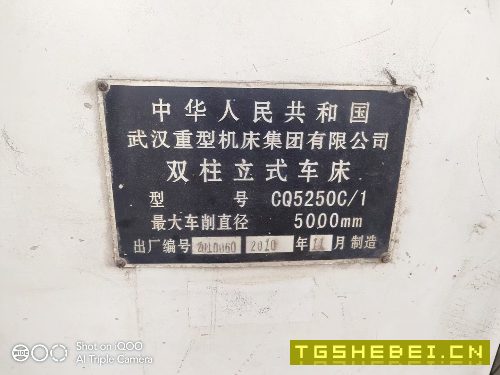 中华人民共和国
武汉重型机床集团有限公司
双柱立式车床
型号 CQ5250C/1
最大车削直径 5000mm
出厂编号 2010060 2010 年 11 月制造
Shot on iQOO
AI Triple Camera
TGSHEBEI.CN